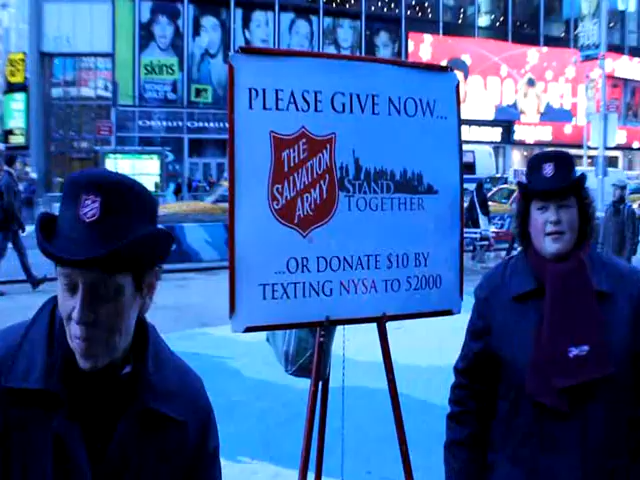 skins
PLEASE GIVE NOW...
THE
SALVATION
ARMY
STAND
TOGETHER
...OR DONATE $10 BY
TEXTING NYSA TO 52000